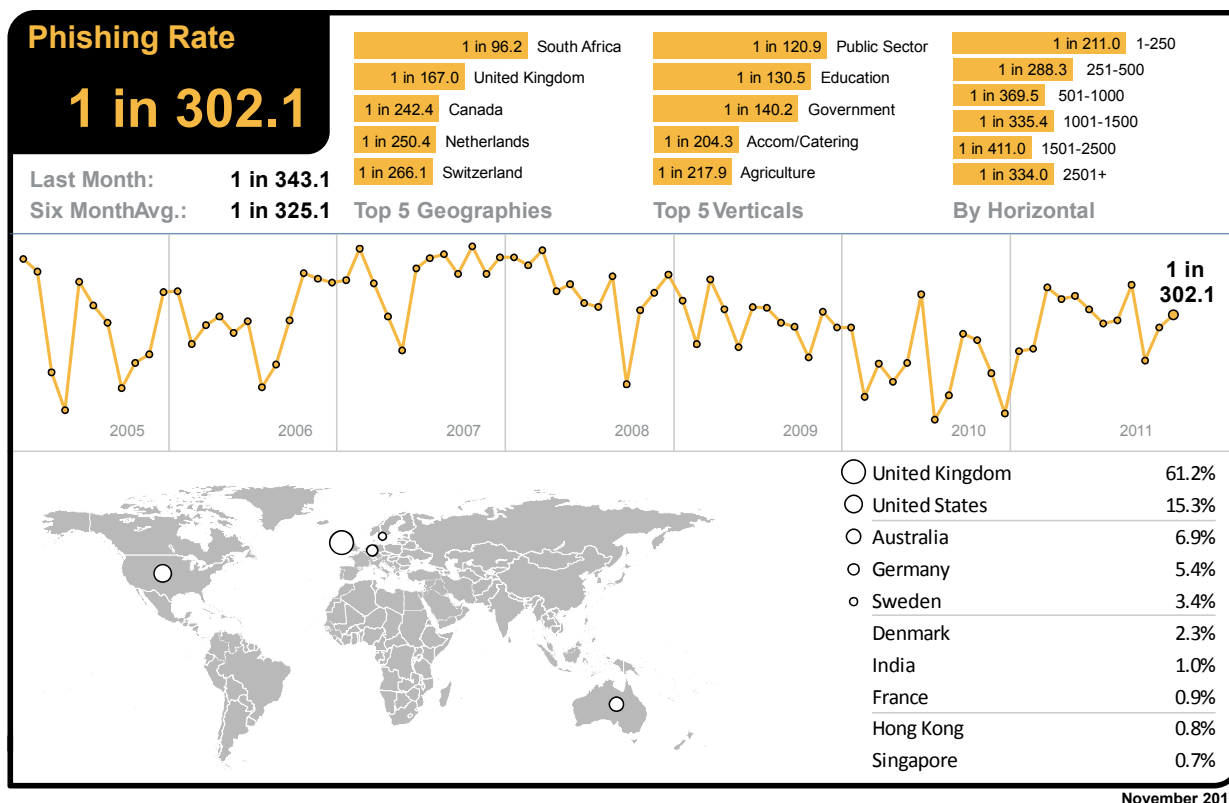 Phishing Rate
1 in 302.1
Last Month: 1 in 343.1
Six MonthAvg.: 1 in 325.1
1 in 96.2 South Africa
1 in 167.0 United Kingdom
1 in 242.4 Canada
1 in 250.4 Netherlands
1 in 266.1 Switzerland
Top 5 Geographies
1 in 120.9 Public Sector
1 in 130.5 Education
1 in 140.2 Government
1 in 204.3 Accom/Catering
1 in 217.9 Agriculture
Top 5 Verticals
1 in 211.0 1-250
1 in 288.3 251-500
1 in 369.5 501-1000
1 in 335.4 1001-1500
1 in 411.0 1501-2500
1 in 334.0 2501+
By Horizontal
1 in
302.1
2005 2006 2007 2008 2009 2010 2011
United Kingdom 61.2%
United States 15.3%
Australia 6.9%
Germany 5.4%
Sweden 3.4%
Denmark 2.3%
India 1.0%
France 0.9%
Hong Kong 0.8%
Singapore 0.7%
November 201